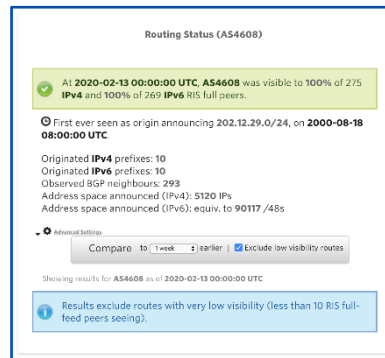 Routing Status (AS4608)
At 2020-02-13 00:00:00 UTC, AS4608 was visible to 100% of 275
IPv4 and 100% of 269 IPv6 RIS full peers.
First ever seen as origin announcing 202.12.29.0/24, on 2000-08-18
08:00:00 UTC.
Originated IPv4 prefixes: 10
Originated IPv6 prefixes: 10
Observed BGP neighbours: 293
Address space announced (IPv4): 5120 IPs
Address space announced (IPv6): equiv. to 90117 /48s
Advanced Settings
Compare to 1 week earlier | Exclude low visibility routes
Showing results for AS4608 as of 2020-02-13 00:00:00 UTC
Results exclude routes with very low visibility (less than 10 RIS full-
feed peers seeing).